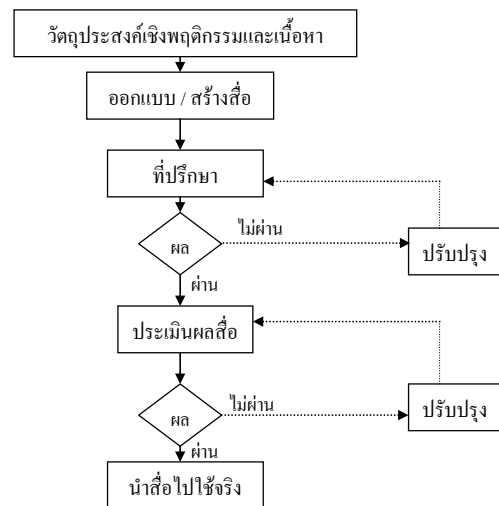 วัตถุประสงค์เชิงพฤติกรรมและเนื้อหา
ออกแบบ / สร้างสื่อ
ที่ปรึกษา
ผล
ไม่ผ่าน
ปรับปรุง
ผ่าน
ประเมินผลสื่อ
ผล
ไม่ผ่าน
ปรับปรุง
ผ่าน
นำสื่อไปใช้จริง